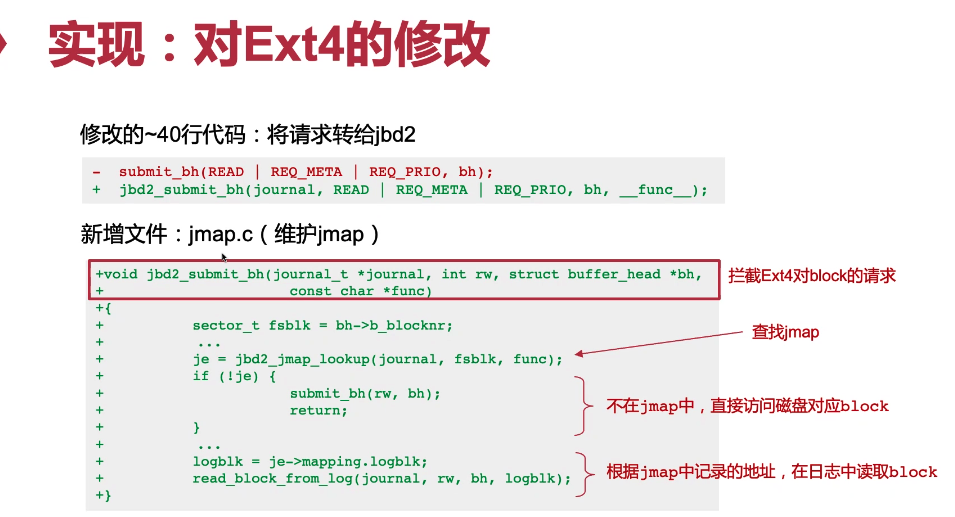 实现：对Ext4的修改
修改的~40行代码：将请求转给jbd2
- submit_bh(READ | REQ_META | REQ_PRIO, bh);
+ jbd2_submit_bh(journal, READ | REQ_META | REQ_PRIO, bh, __func__);
新增文件：jmap.c（维护jmap）
+void jbd2_submit_bh(journal_t *journal, int rw, struct buffer_head *bh,
+ const char *func)
拦截Ext4对block的请求
+{
+ sector_t fsblk = bh->b_blocknr;
+ ...
查找jmap
+ je = jbd2_jmap_lookup(journal, fsblk, func);
+ if (!je) {
+ submit_bh(rw, bh);
+ return;
不在jmap中，直接访问磁盘对应block
+ }
+ ...
+ logblk = je->mapping.logblk;
+ read_block_from_log(journal, rw, bh, logblk);
根据jmap中记录的地址，在日志中读取block
+}